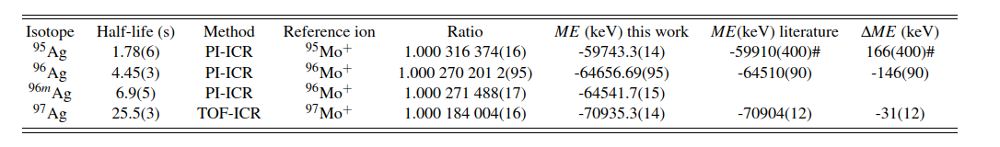 Isotope Half-life (s) Method Reference ion Ratio ME (keV) this work ME(keV) literature ΔME (keV)
⁹⁵Ag 1.78(6) PI-ICR ⁹⁵Mo⁺ 1.000 316 374(16) -59743.3(14) -59910(400)# 166(400)#
⁹⁶Ag 4.45(3) PI-ICR ⁹⁶Mo⁺ 1.000 270 201 2(95) -64656.69(95) -64510(90) -146(90)
⁹⁶ᵐAg 6.9(5) PI-ICR ⁹⁶Mo⁺ 1.000 271 488(17) -64541.7(15)
⁹⁷Ag 25.5(3) TOF-ICR ⁹⁷Mo⁺ 1.000 184 004(16) -70935.3(14) -70904(12) -31(12)